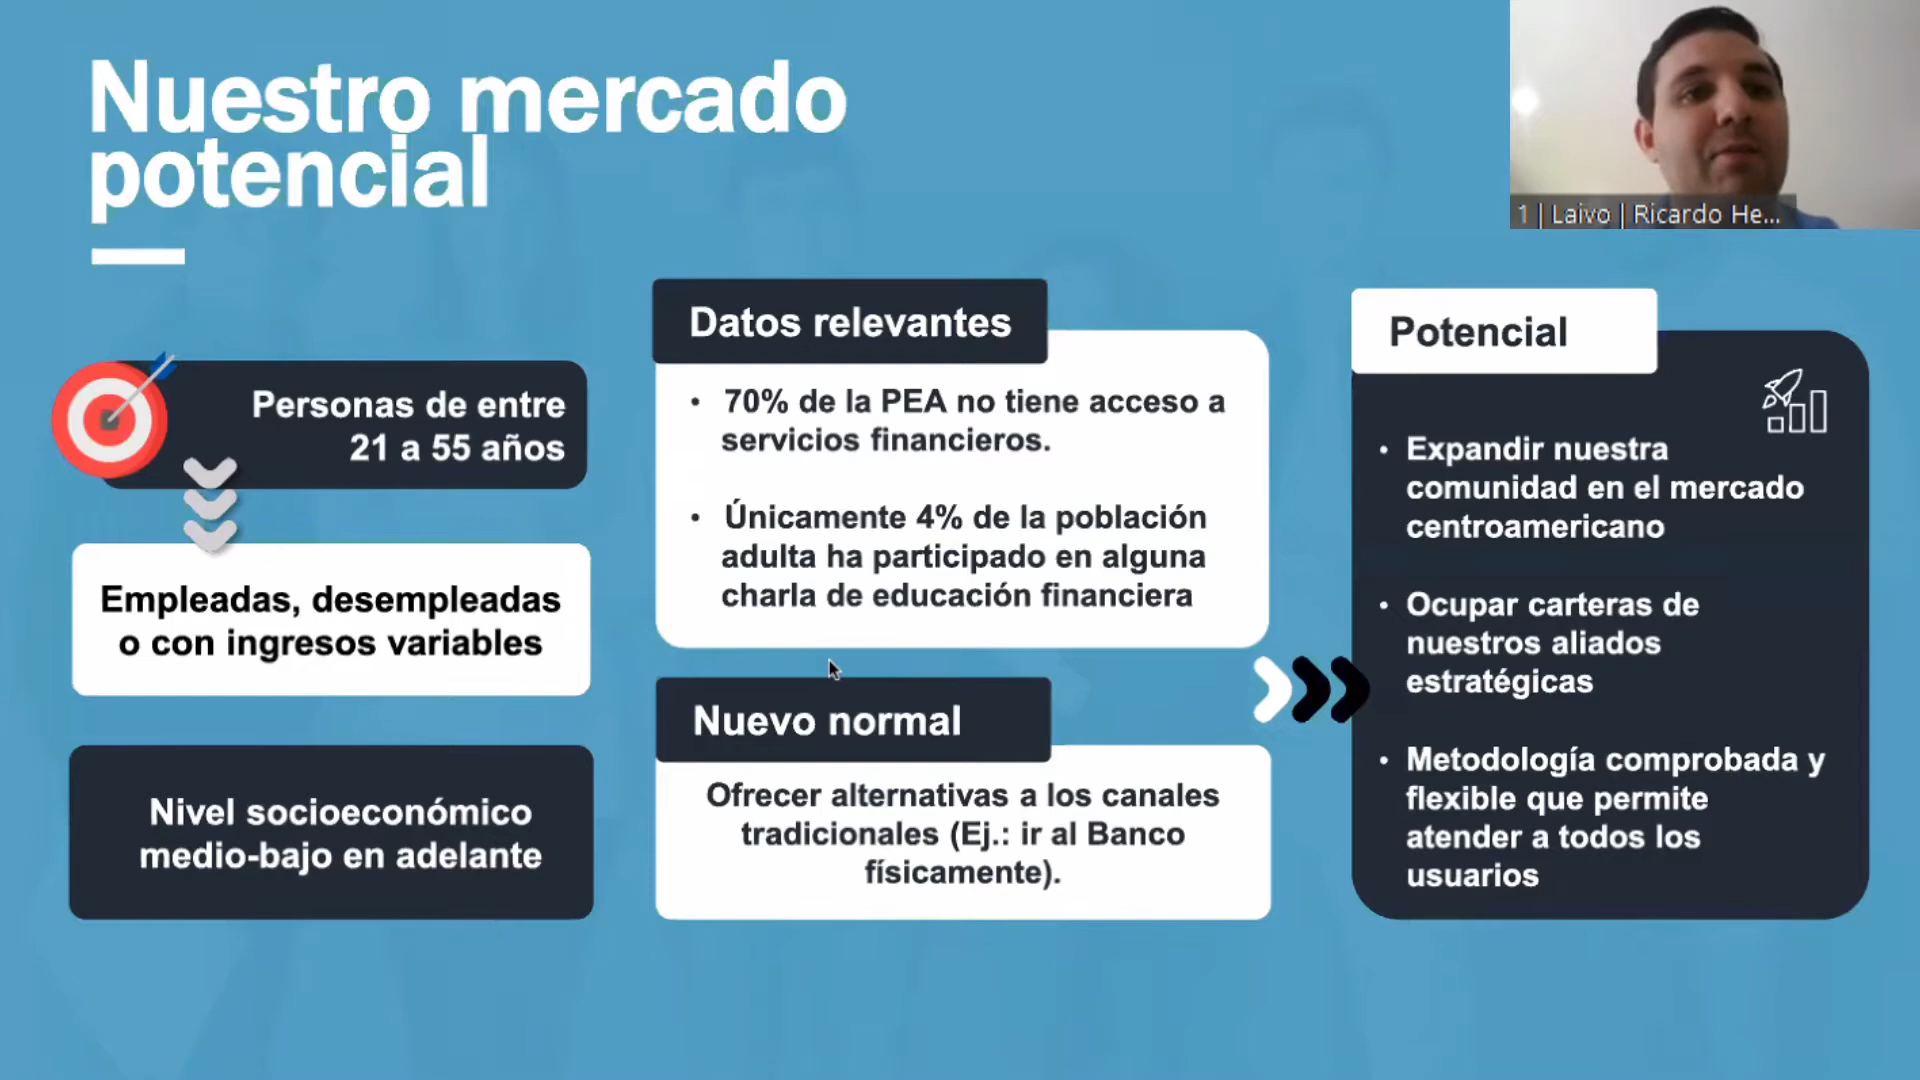 Nuestro mercado
potencial
1 | Laivo | Ricardo He...
Personas de entre
21 a 55 años
Empleadas, desempleadas
o con ingresos variables
Nivel socioeconómico
medio-bajo en adelante
Datos relevantes
• 70% de la PEA no tiene acceso a
servicios financieros.
• Únicamente 4% de la población
adulta ha participado en alguna
charla de educación financiera
Nuevo normal
Ofrecer alternativas a los canales
tradicionales (Ej.: ir al Banco
físicamente).
Potencial
• Expandir nuestra
comunidad en el mercado
centroamericano
• Ocupar carteras de
nuestros aliados
estratégicas
• Metodología comprobada y
flexible que permite
atender a todos los
usuarios